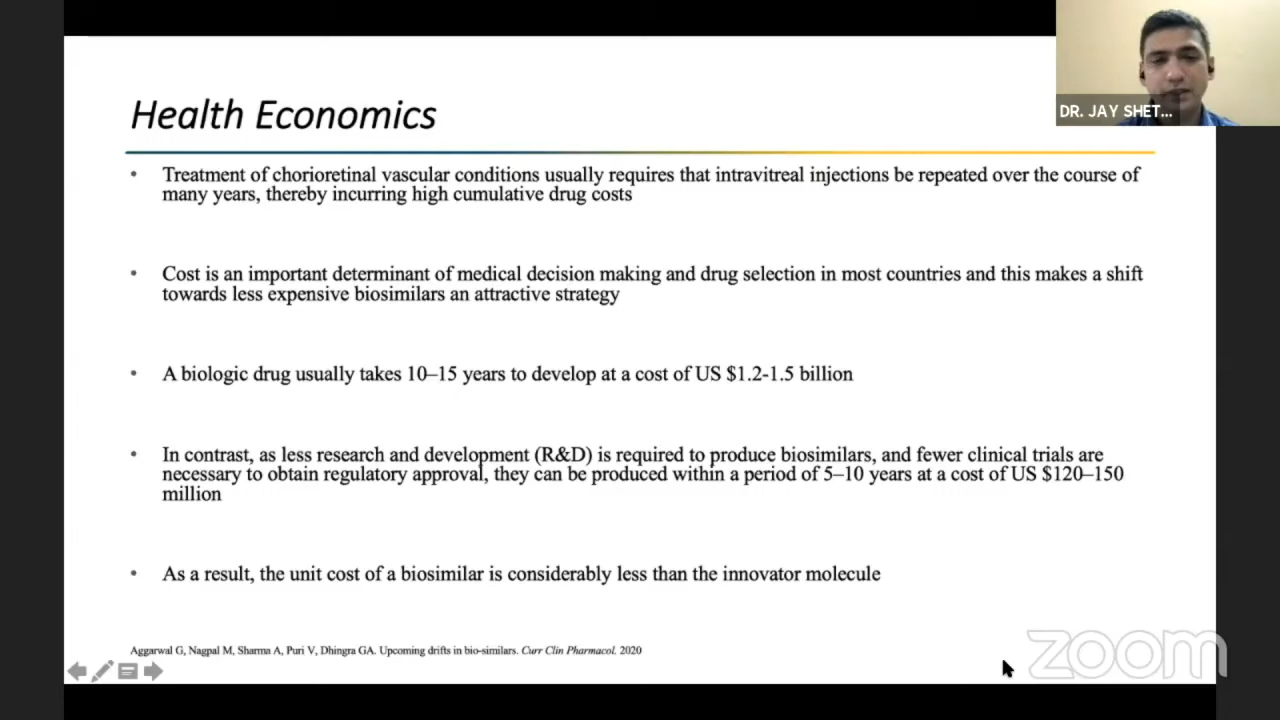 DR. JAY SHET...
Health Economics
• Treatment of chorioretinal vascular conditions usually requires that intravitreal injections be repeated over the course of
many years, thereby incurring high cumulative drug costs
• Cost is an important determinant of medical decision making and drug selection in most countries and this makes a shift
towards less expensive biosimilars an attractive strategy
• A biologic drug usually takes 10–15 years to develop at a cost of US $1.2-1.5 billion
• In contrast, as less research and development (R&D) is required to produce biosimilars, and fewer clinical trials are
necessary to obtain regulatory approval, they can be produced within a period of 5–10 years at a cost of US $120–150
million
• As a result, the unit cost of a biosimilar is considerably less than the innovator molecule
Aggarwal G, Nagpal M, Sharma A, Puri V, Dhingra GA. Upcoming drifts in bio-similars. Curr Clin Pharmacol. 2020
zoom